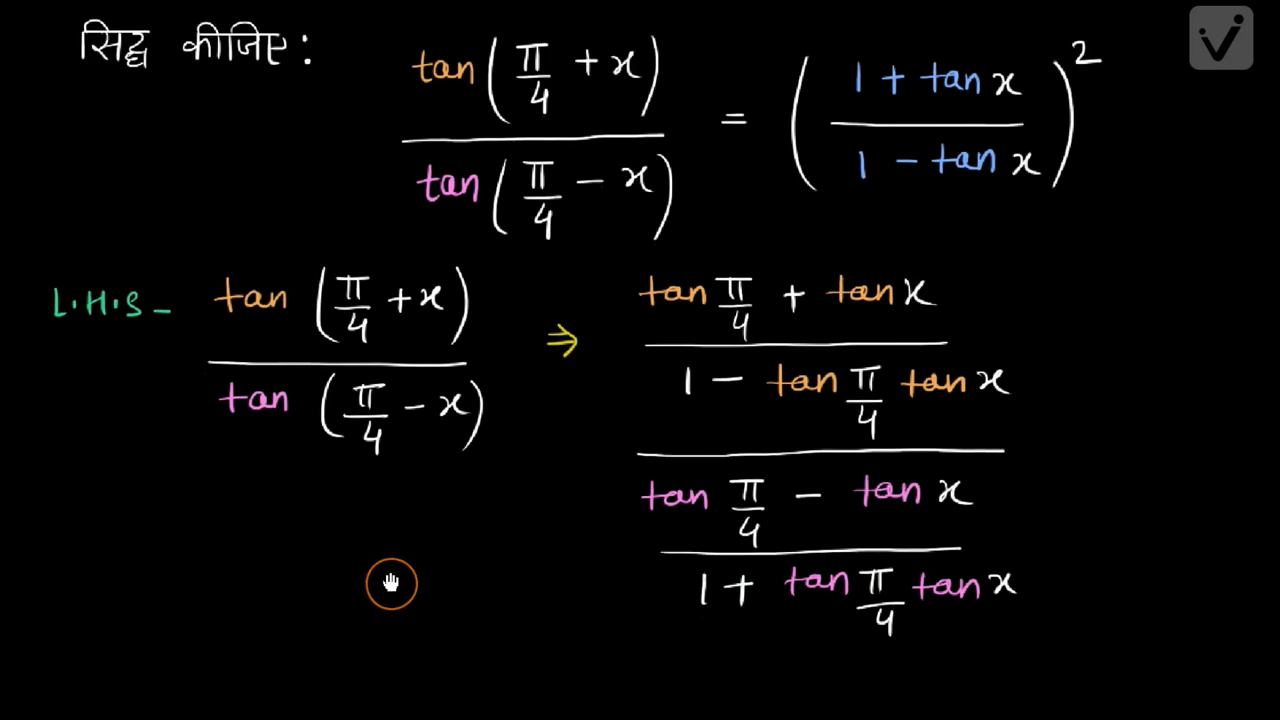 सिद्ध कीजिए : tan(π/4 + x) / tan(π/4 - x) = ((1 + tan x) / (1 - tan x))²
L.H.S - tan(π/4 + x) / tan(π/4 - x) ⇒ ((tan π/4 + tan x) / (1 - tan π/4 tan x)) / ((tan π/4 - tan x) / (1 + tan π/4 tan x))